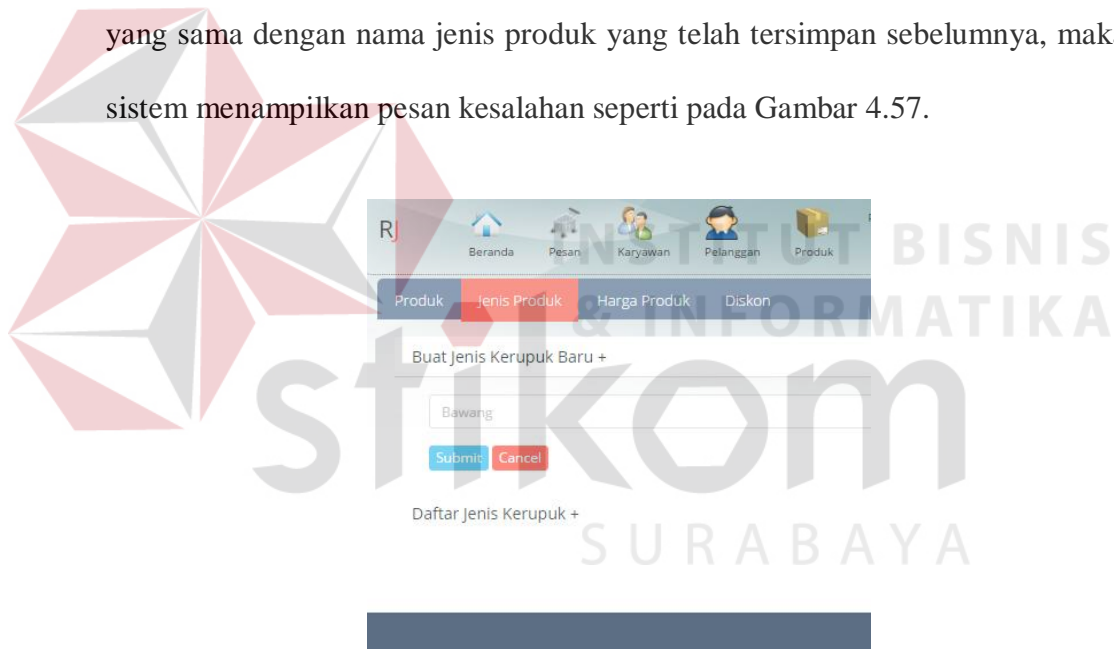 yang sama dengan nama jenis produk yang telah tersimpan sebelumnya,
sistem menampilkan pesan kesalahan seperti pada Gambar 4.57.
RJ
Beranda Pesan Karyawan Pelanggan Produk
INSTITUT BISNIS
Produk Jenis Produk Harga Produk Diskon
& INFORMATIKA
Buat Jenis Kerupuk Baru +
stikom
Bawang
Submit Cancel
Daftar Jenis Kerupuk +
SURABAYA